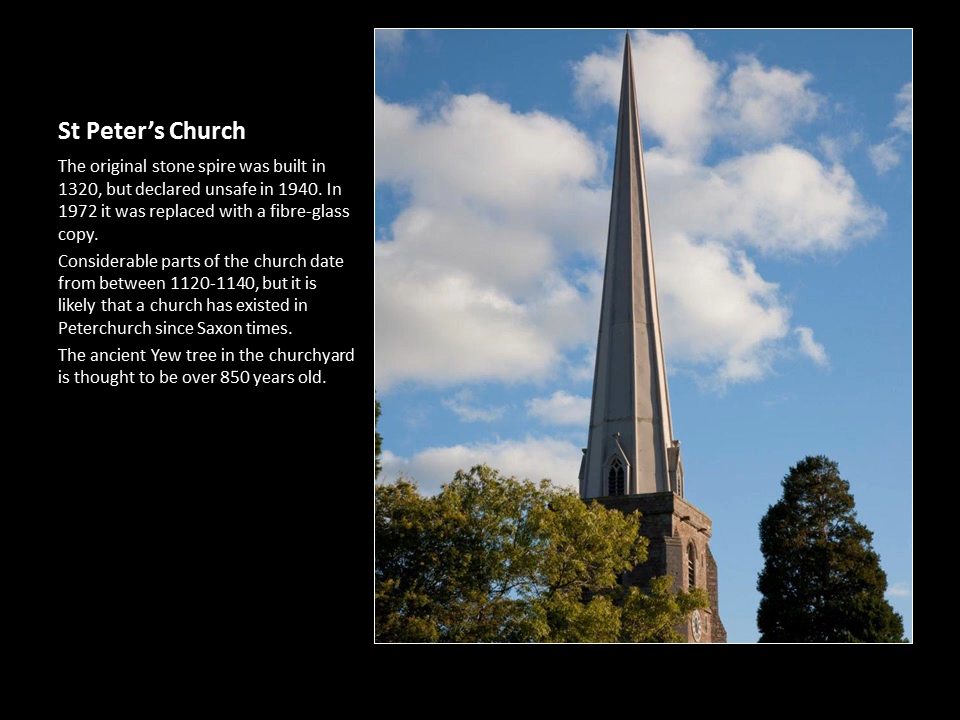 St Peter’s Church
The original stone spire was built in
1320, but declared unsafe in 1940. In
1972 it was replaced with a fibre-glass
copy.
Considerable parts of the church date
from between 1120-1140, but it is
likely that a church has existed in
Peterchurch since Saxon times.
The ancient Yew tree in the churchyard
is thought to be over 850 years old.